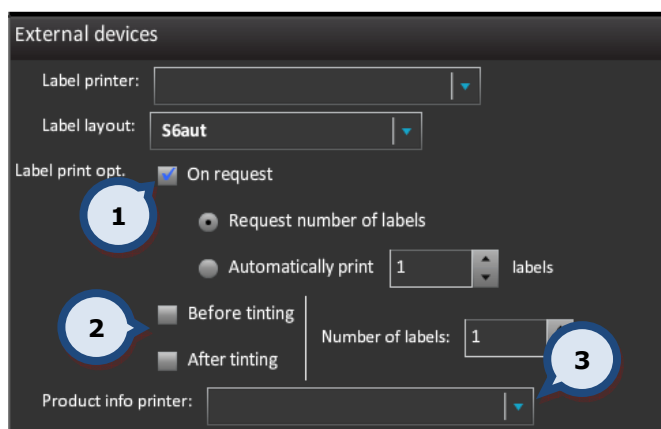 External devices
Label printer:
Label layout: S6aut
Label print opt. On request
1
Request number of labels
Automatically print 1 labels
Before tinting
2
Number of labels: 1
After tinting
3
Product info printer: